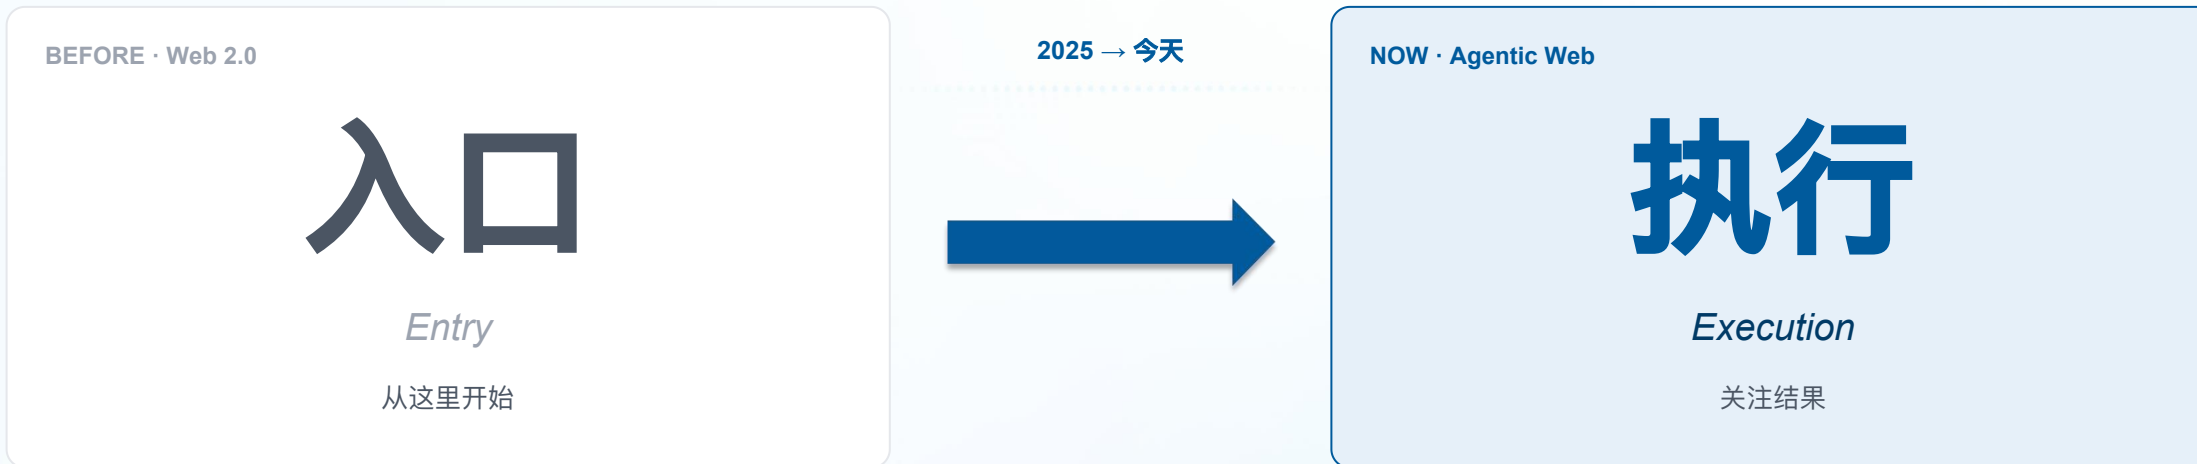 BEFORE · Web 2.0
入口
Entry
从这里开始
2025 → 今天
NOW · Agentic Web
执行
Execution
关注结果